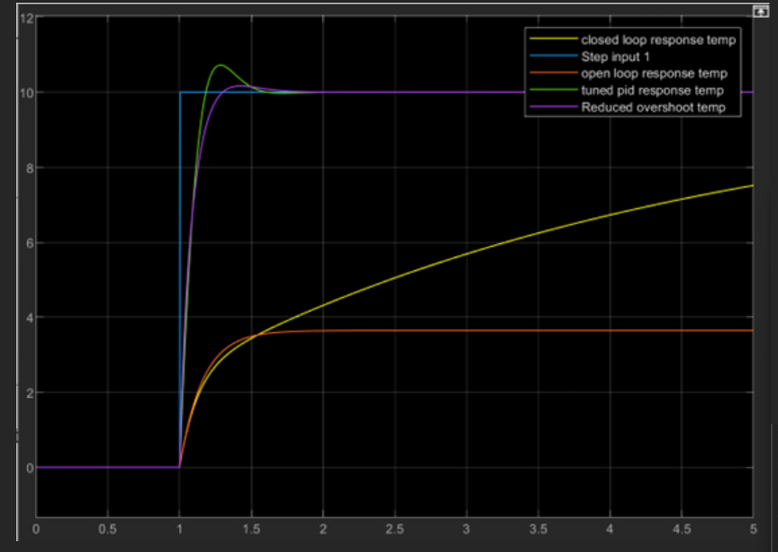 12
closed loop response temp
Step input 1
open loop response temp
tuned pid response temp
Reduced overshoot temp
10
8
6
4
2
0
0 0.5 1 1.5 2 2.5 3 3.5 4 4.5 5